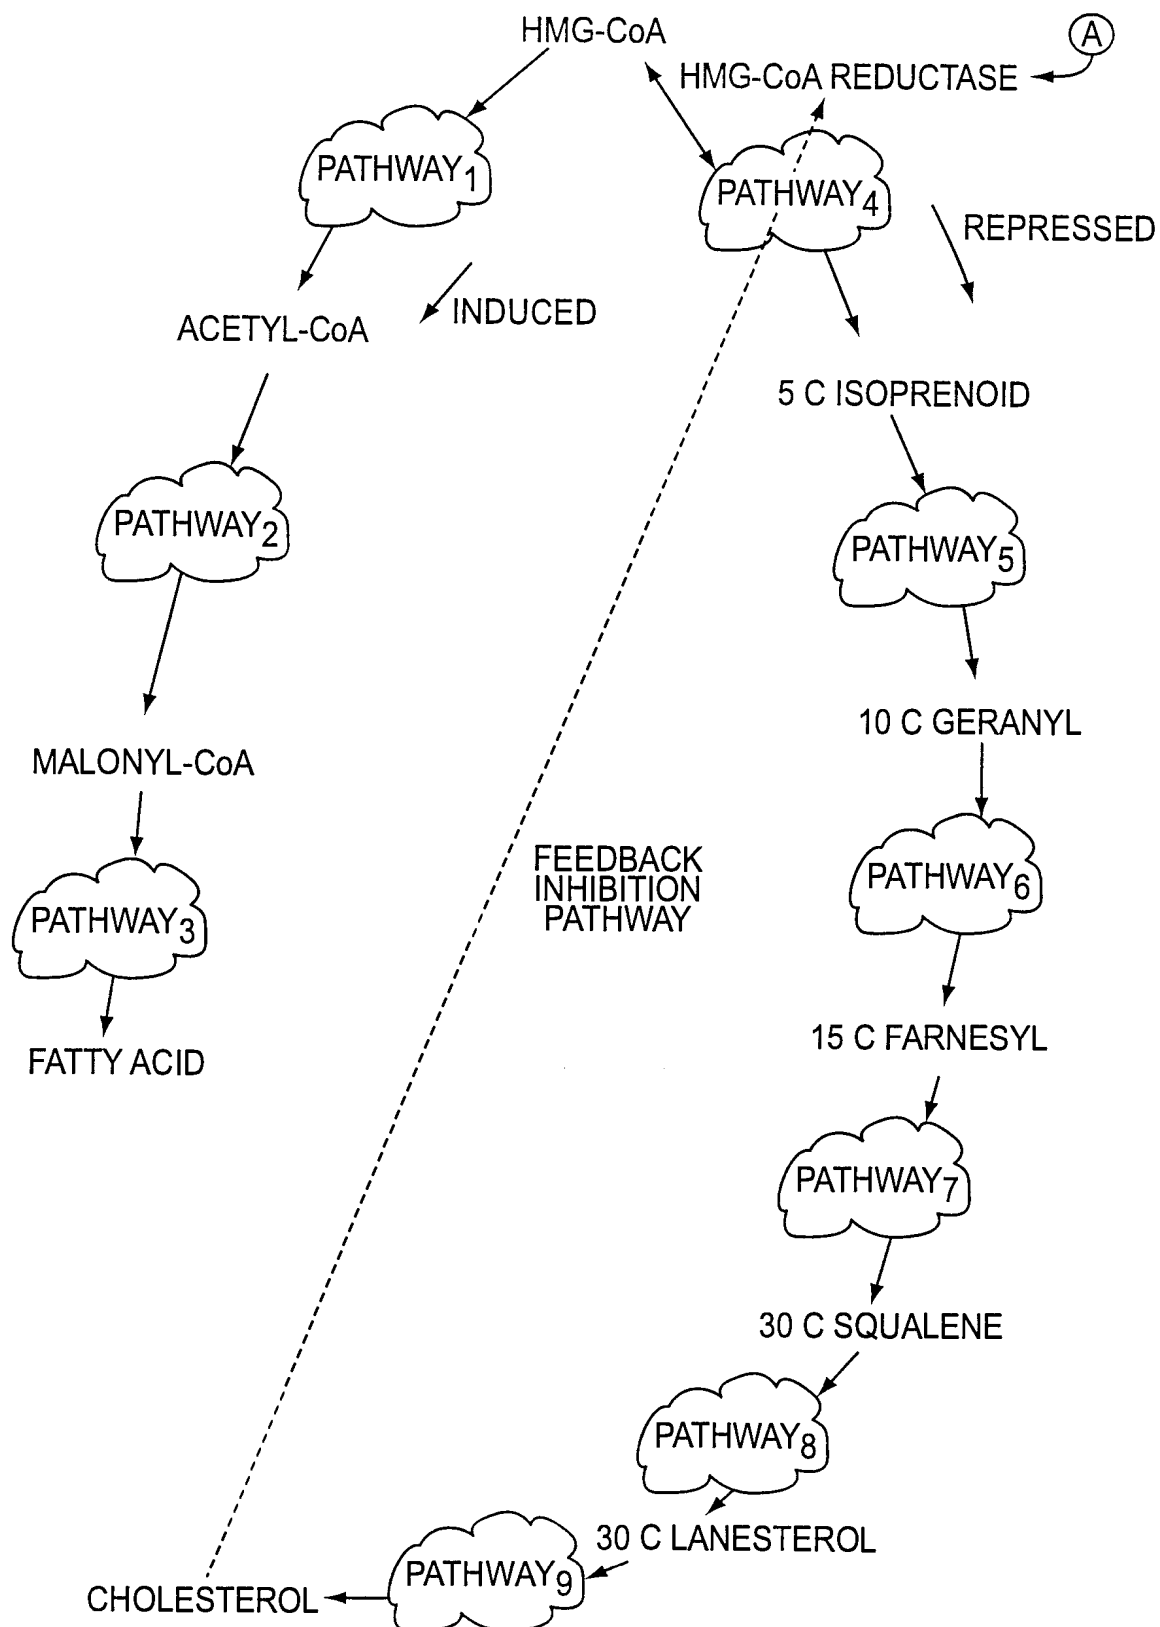 HMG-CoA
A
HMG-CoA REDUCTASE
PATHWAY1
PATHWAY4
REPRESSED
INDUCED
ACETYL-CoA
5 C ISOPRENOID
PATHWAY2
PATHWAY5
10 C GERANYL
MALONYL-CoA
FEEDBACK
INHIBITION
PATHWAY
PATHWAY6
PATHWAY3
15 C FARNESYL
FATTY ACID
PATHWAY7
30 C SQUALENE
PATHWAY8
30 C LANESTEROL
PATHWAY9
CHOLESTEROL